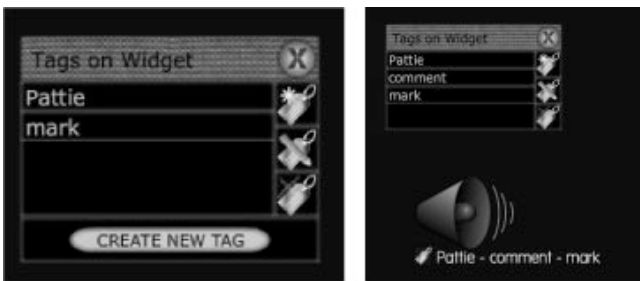 Tags on Widget
X
Pattie
mark
CREATE NEW TAG
Tags on Widget
X
Pattie
comment
mark
Pattie - comment - mark